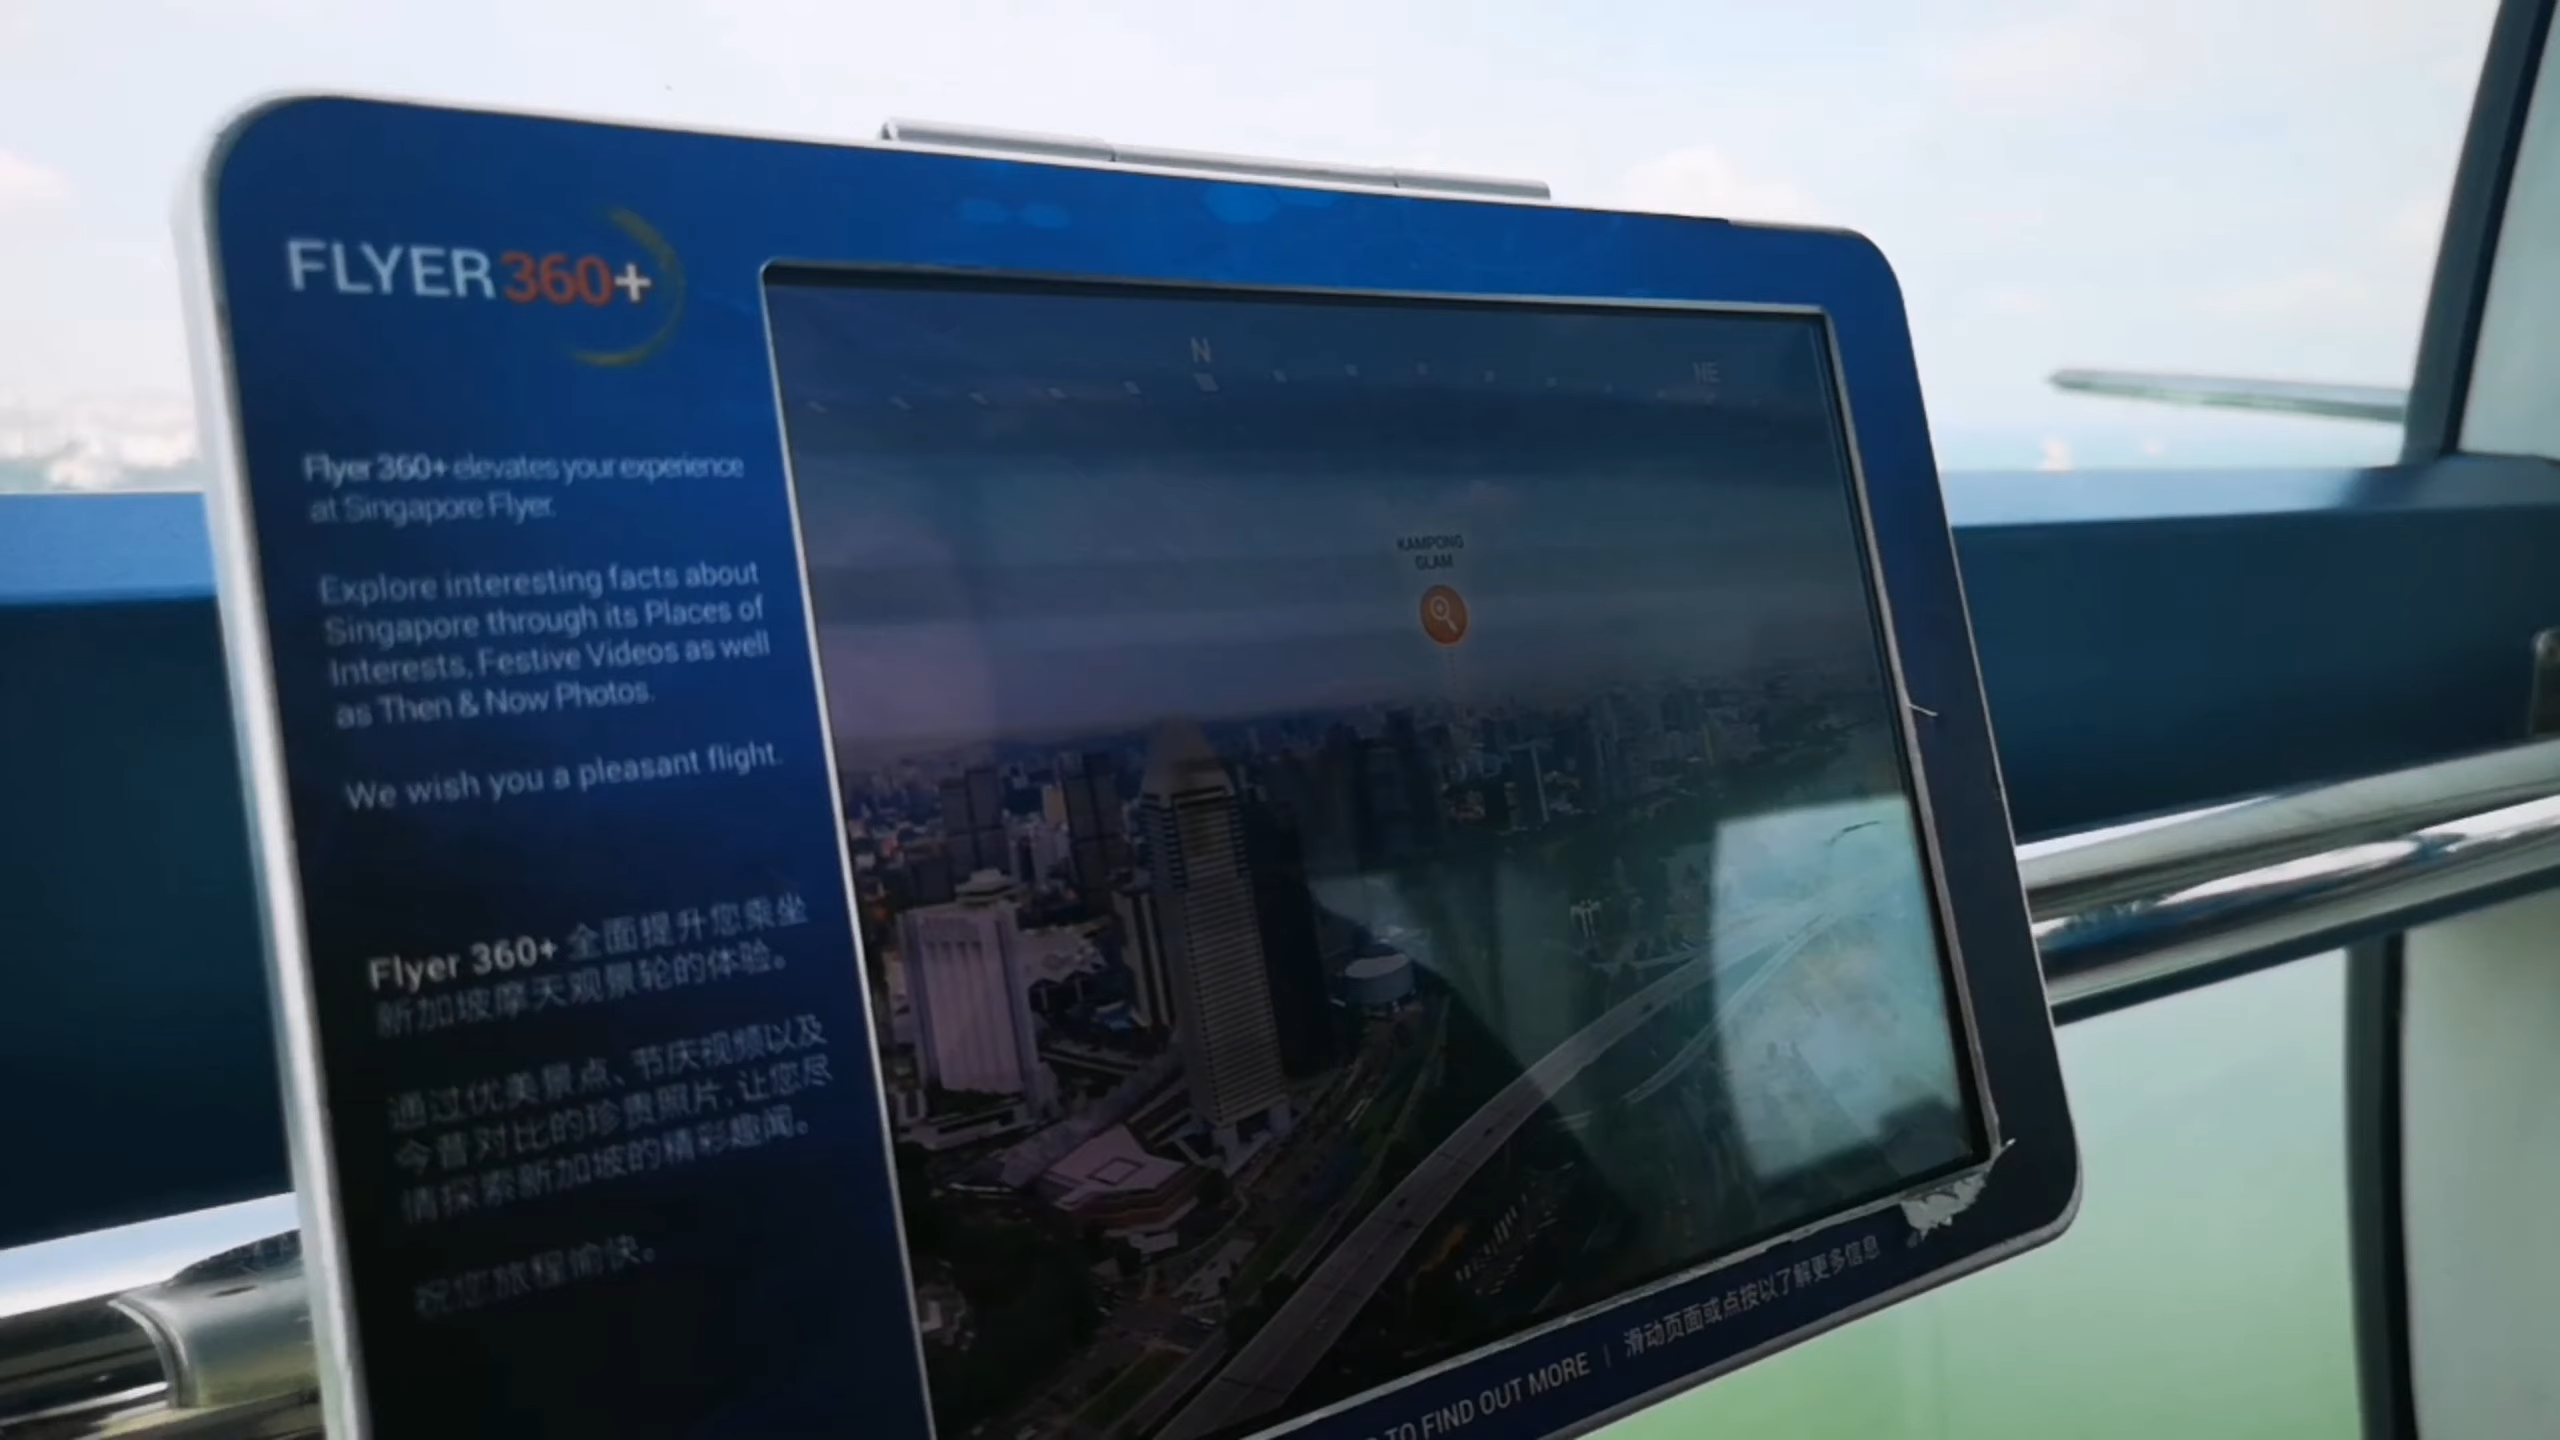 FLYER360+
Flyer 360+ elevates your experience
at Singapore Flyer.
Explore interesting facts about
Singapore through its Places of
Interests, Festive Videos as well
as Then & Now Photos.
We wish you a pleasant flight.
Flyer 360+ 全面提升您乘坐
新加坡摩天观景轮的体验。
通过优美景点、节庆视频以及
今昔对比的珍贵照片,让您尽
情探索新加坡的精彩趣闻。
祝您旅程愉快。
N
NE
KAMPONG
GLAM
TO FIND OUT MORE | 滑动页面或点按以了解更多信息